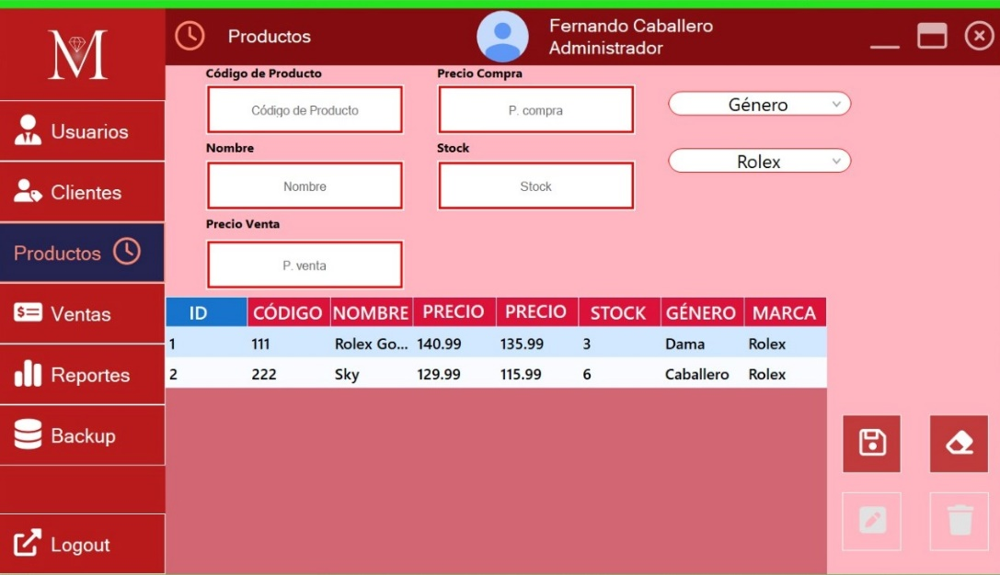 M
Productos
Fernando Caballero
Administrador
Usuarios
Clientes
Productos
Ventas
Reportes
Backup
Logout
Código de Producto
Precio Compra
Código de Producto
P. compra
Género
Nombre
Stock
Nombre
Stock
Rolex
Precio Venta
P. venta
ID CÓDIGO NOMBRE PRECIO PRECIO STOCK GÉNERO MARCA
1 111 Rolex Go... 140.99 135.99 3 Dama Rolex
2 222 Sky 129.99 115.99 6 Caballero Rolex